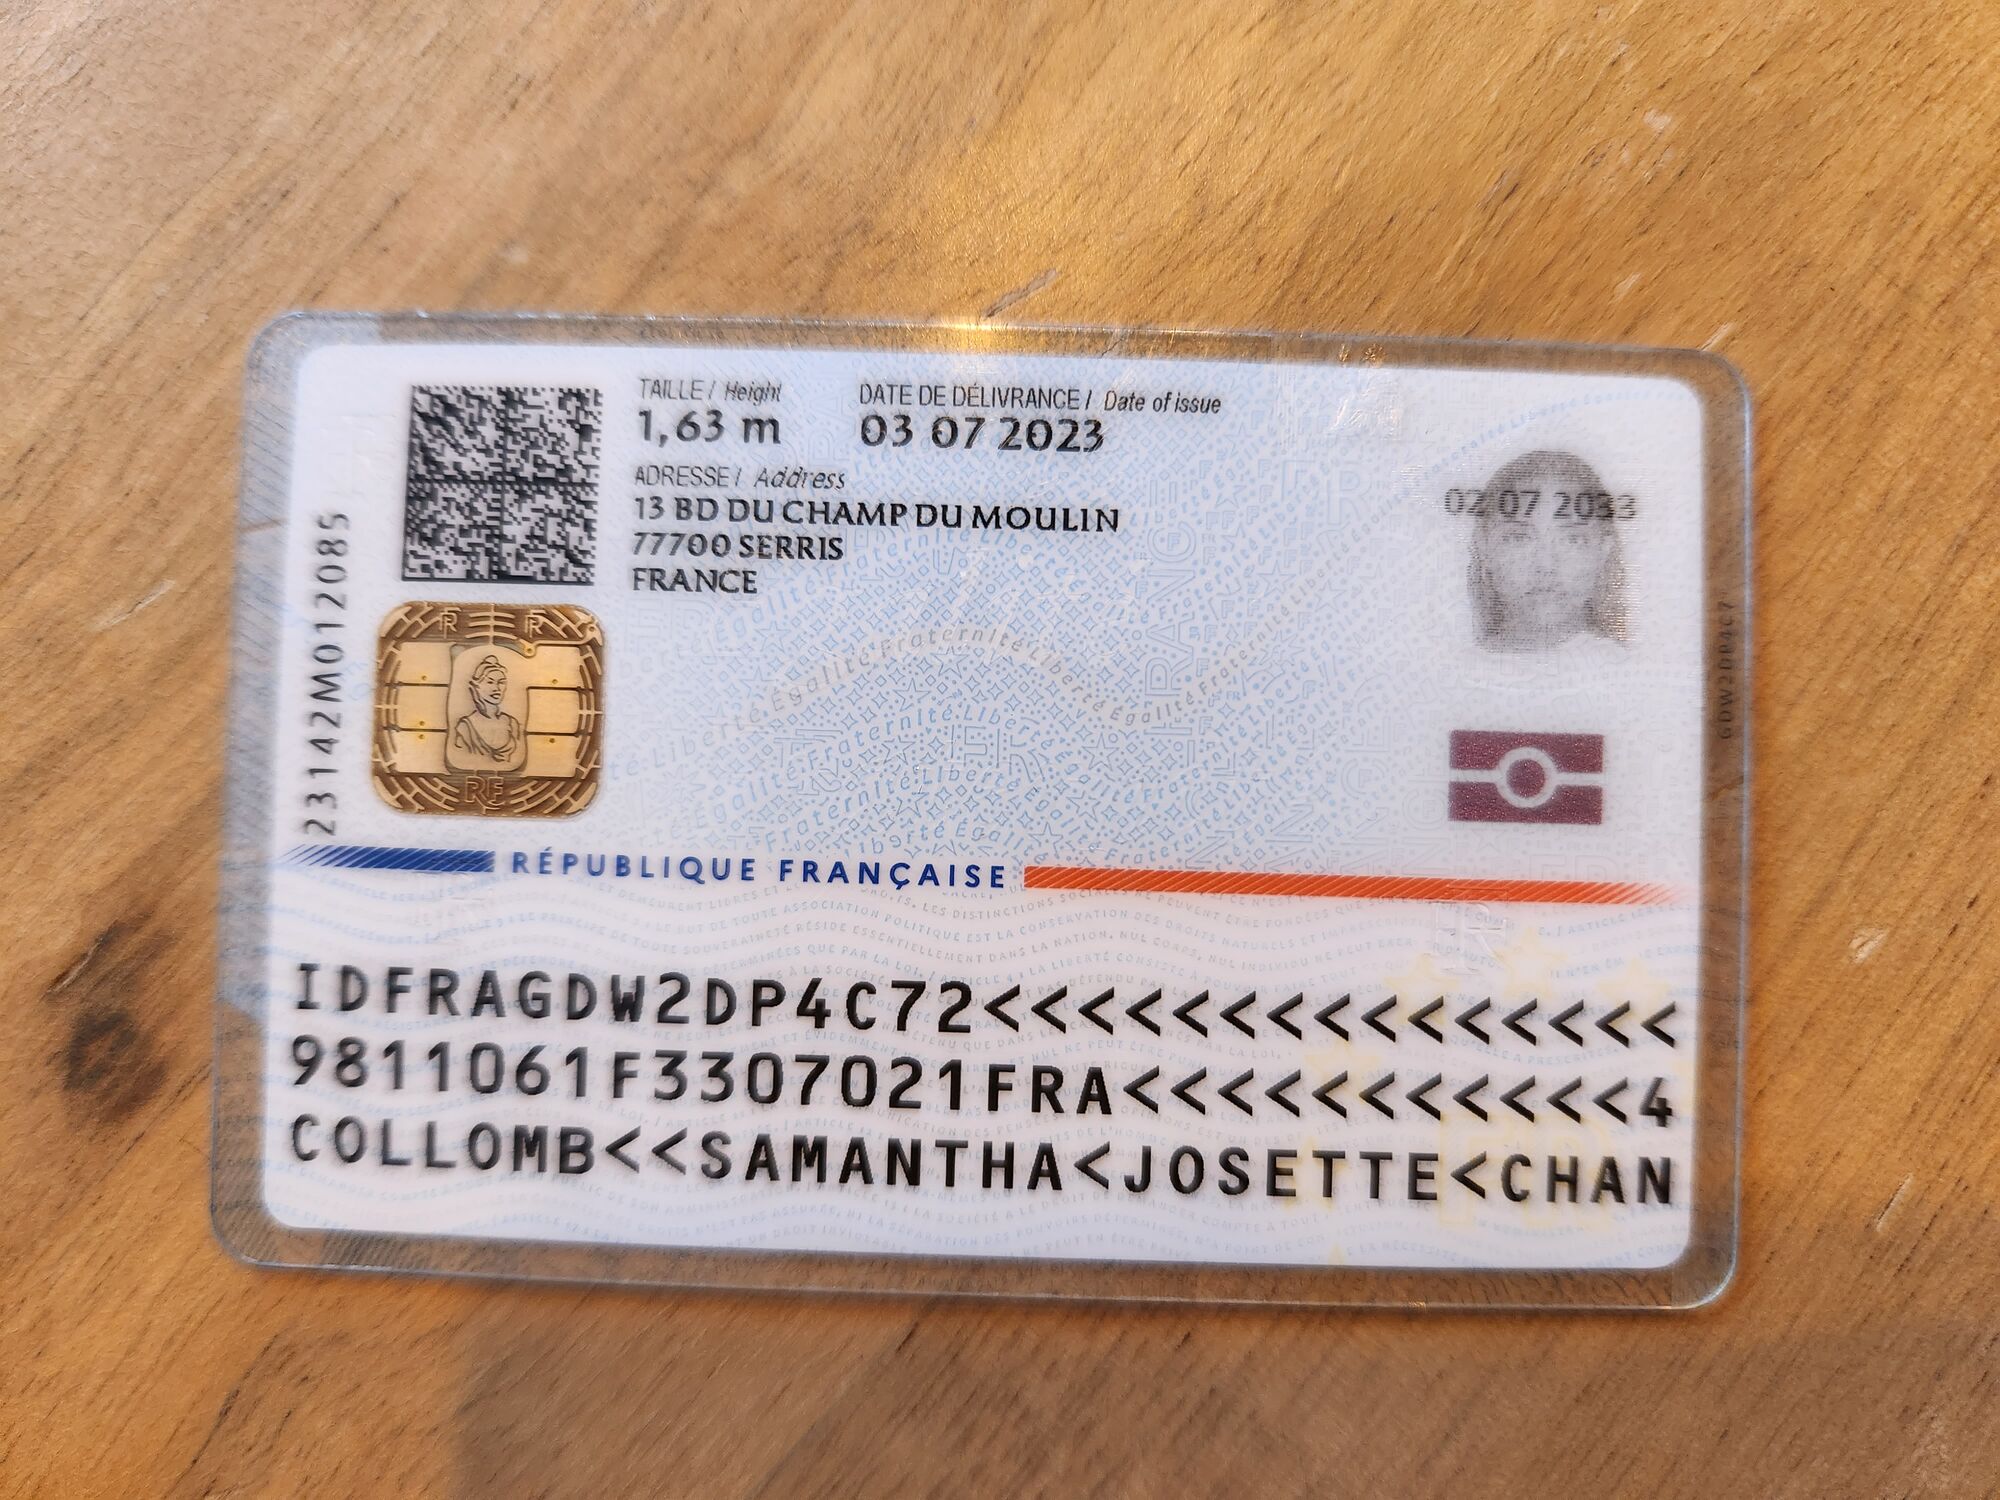 TAILLE / Height
1,63 m
DATE DE DÉLIVRANCE / Date of issue
03 07 2023
ADRESSE / Address
13 BD DU CHAMP DU MOULIN
77700 SERRIS
FRANCE
02 07 2033
23142M012085
GDW2DP4C7
RÉPUBLIQUE FRANÇAISE
IDFRAGDW2DP4C72<<<<<<<<<<<<<<<
9811061F3307021FRA<<<<<<<<<<<4
COLLOMB<<SAMANTHA<JOSETTE<CHAN